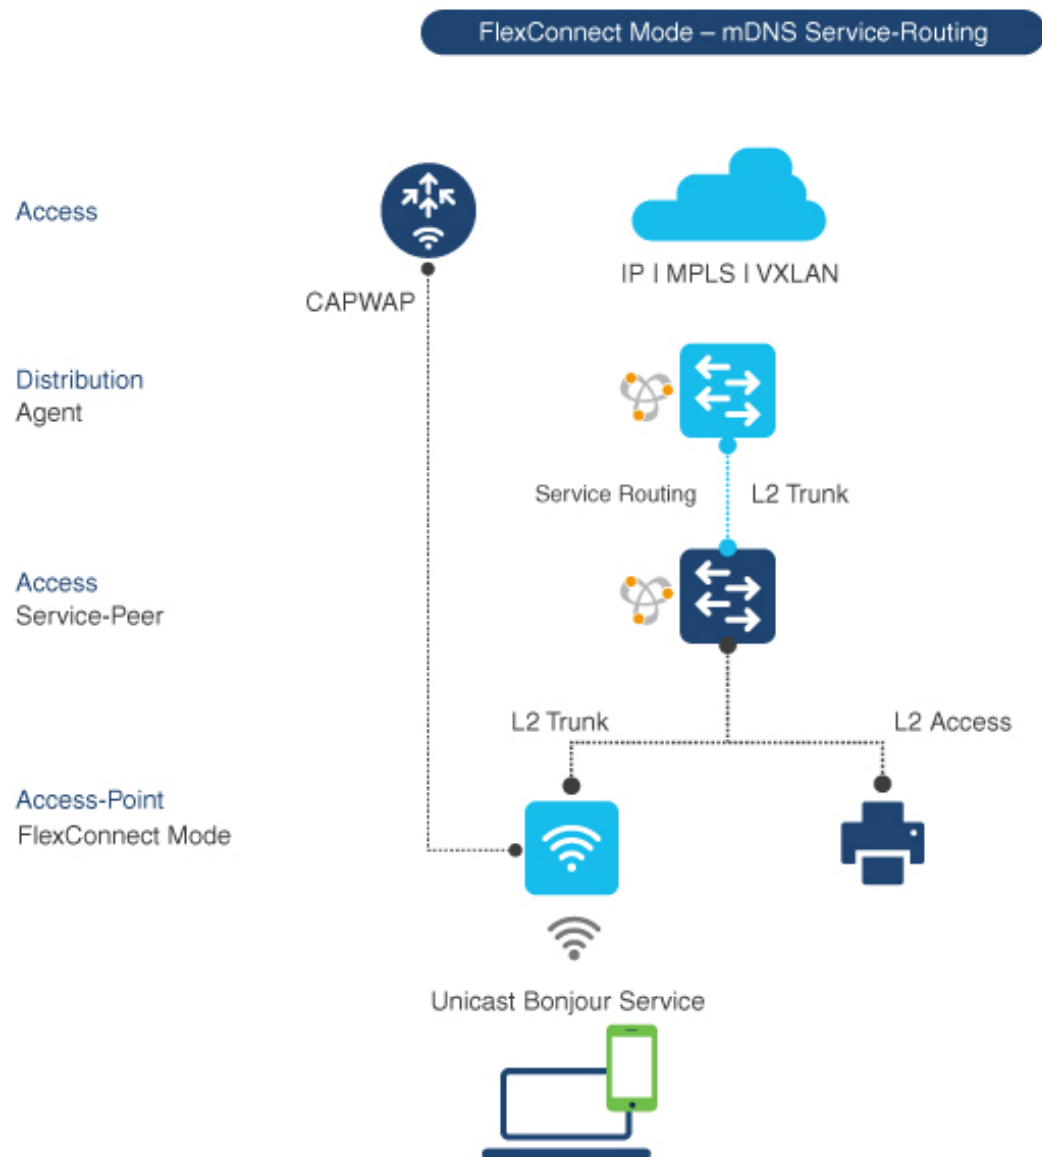 FlexConnect Mode – mDNS Service-Routing
Access
IP | MPLS | VXLAN
CAPWAP
Distribution
Agent
Service Routing
L2 Trunk
Access
Service-Peer
L2 Trunk
L2 Access
Access-Point
FlexConnect Mode
Unicast Bonjour Service